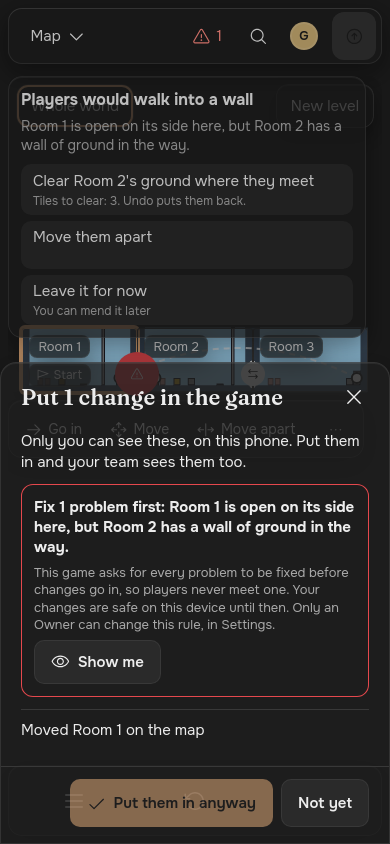 Map
1
G
Whole world
New level
Players would walk into a wall
Room 1 is open on its side here, but Room 2 has a
wall of ground in the way.
Clear Room 2's ground where they meet
Tiles to clear: 3. Undo puts them back.
Move them apart
Leave it for now
You can mend it later
Room 1
Room 2
Room 3
Start
Put 1 change in the game
Go in
Move
Move apart
Only you can see these, on this phone. Put them
in and your team sees them too.
Fix 1 problem first: Room 1 is open on its side
here, but Room 2 has a wall of ground in the
way.
This game asks for every problem to be fixed before
changes go in, so players never meet one. Your
changes are safe on this device until then. Only an
Owner can change this rule, in Settings.
Show me
Moved Room 1 on the map
Put them in anyway
Not yet